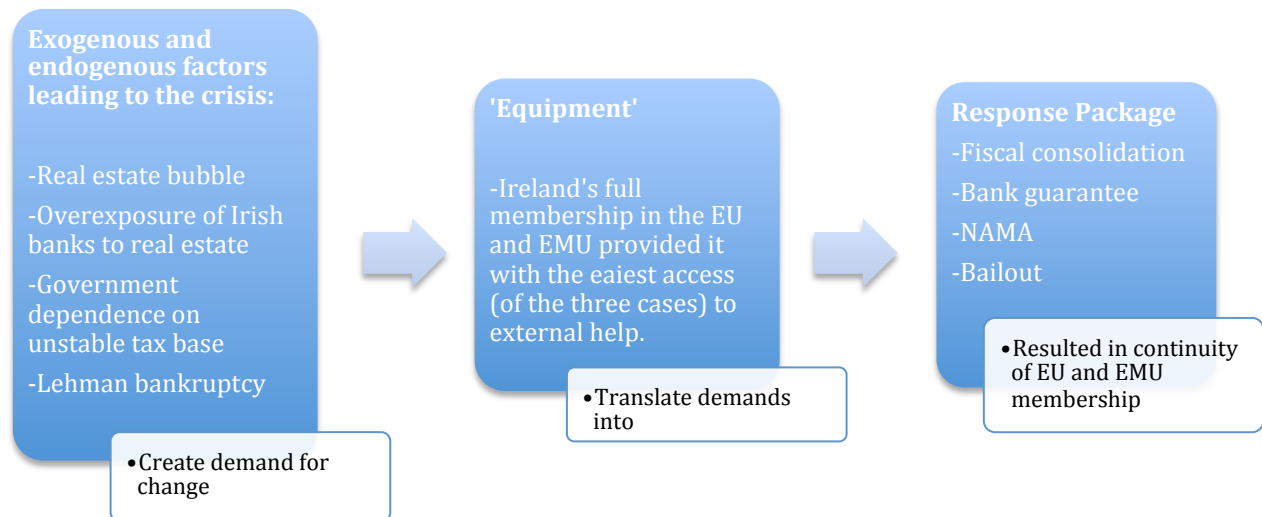 Exogenous and
endogenous factors
leading to the crisis:
-Real estate bubble
-Overexposure of Irish
banks to real estate
-Government
dependence on
unstable tax base
-Lehman bankruptcy
•Create demand for
change
'Equipment'
-Ireland's full
membership in the EU
and EMU provided it
with the eaiest access
(of the three cases) to
external help.
•Translate demands
into
Response Package
-Fiscal consolidation
-Bank guarantee
-NAMA
-Bailout
•Resulted in continuity
of EU and EMU
membership